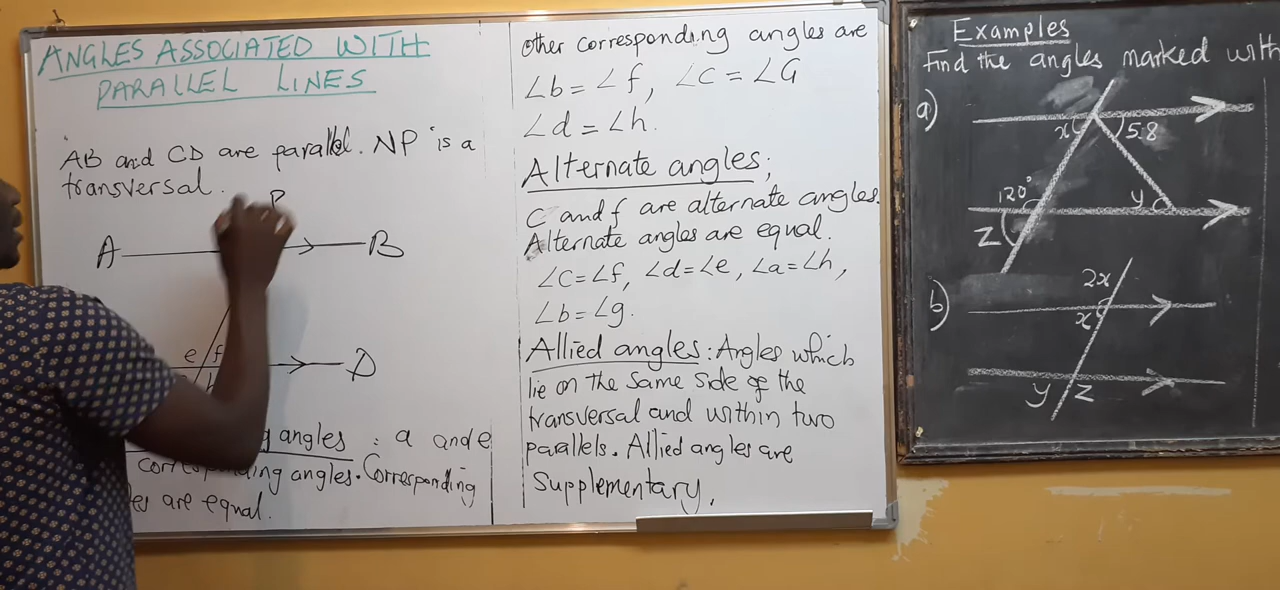 ANGLES ASSOCIATED WITH
PARALLEL LINES
AB and CD are parallel. NP is a
transversal.
P
A B
e f D
angles : a and e
corresponding angles. Corresponding
are equal.
other corresponding angles are
∠b = ∠f, ∠c = ∠G
∠d = ∠h.
Alternate angles;
C and f are alternate angles.
Alternate angles are equal.
∠c = ∠f, ∠d = ∠e, ∠a = ∠h,
∠b = ∠g.
Allied angles : Angles which
lie on the same side of the
transversal and within two
parallels. Allied angles are
Supplementary.
Examples
Find the angles marked with
a)
x 58
120° y
z
b)
2x
x
y z